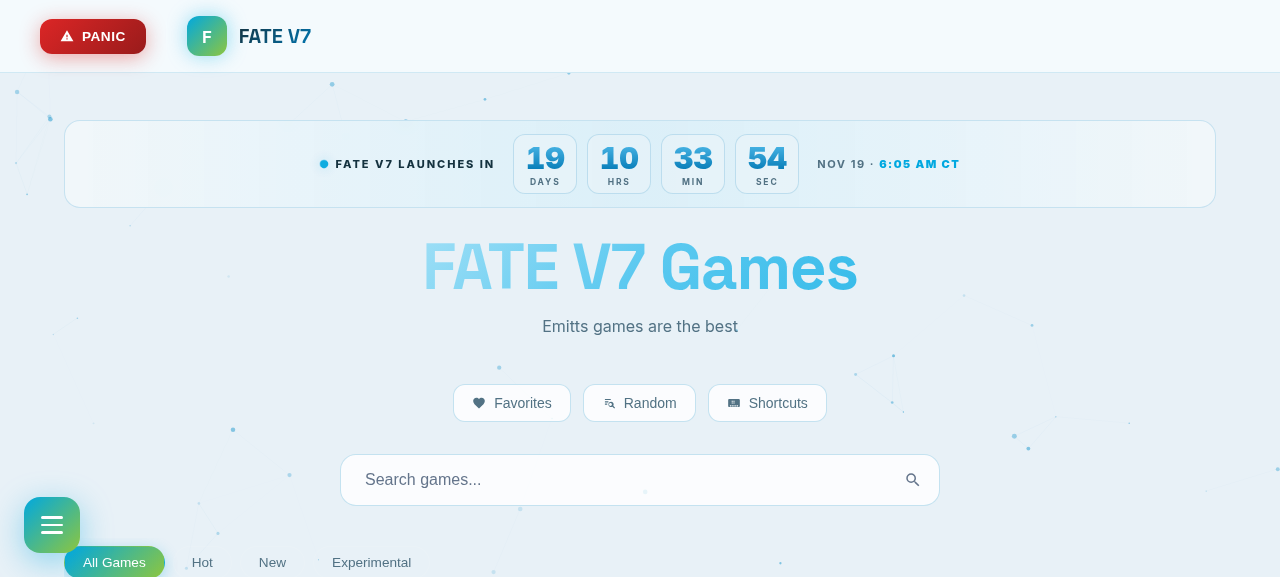 PANIC
F
FATE V7
FATE V7 LAUNCHES IN
19 10 33 54
DAYS HRS MIN SEC
NOV 19 · 6:05 AM CT
FATE V7 Games
Emitts games are the best
Favorites Random Shortcuts
Search games...
All Games Hot New Experimental